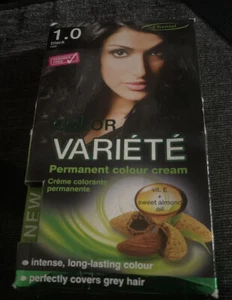 1.0
black
COLOR
VARIÉTÉ
Permanent colour cream
Crème colorante
permanente
vit. E
+
sweet almond
oil
NEW
• intense, long-lasting colour
• perfectly covers grey hair